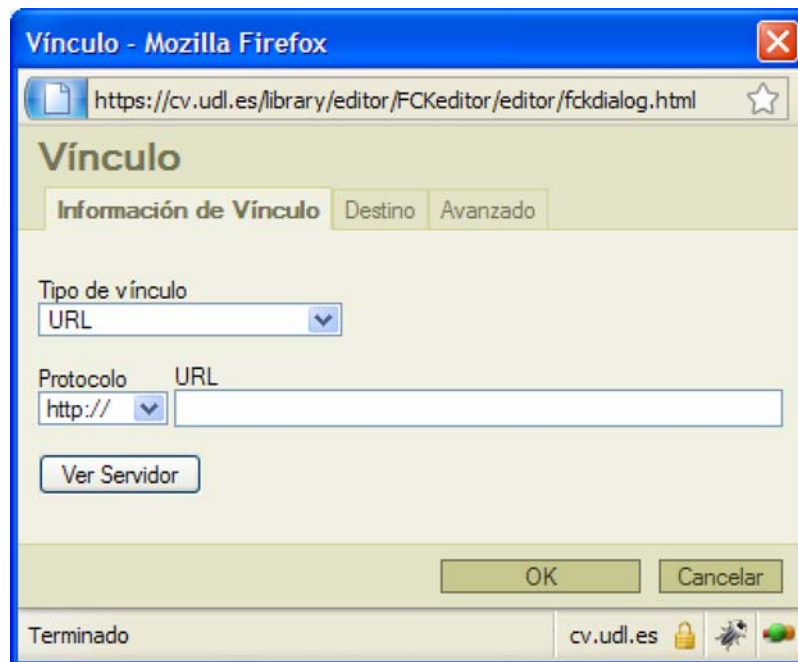 Vínculo - Mozilla Firefox
https://cv.udl.es/library/editor/FCKeditor/editor/fckdialog.html
Vínculo
Información de Vínculo Destino Avanzado
Tipo de vínculo
URL
Protocolo URL
http://
Ver Servidor
OK Cancelar
Terminado cv.udl.es